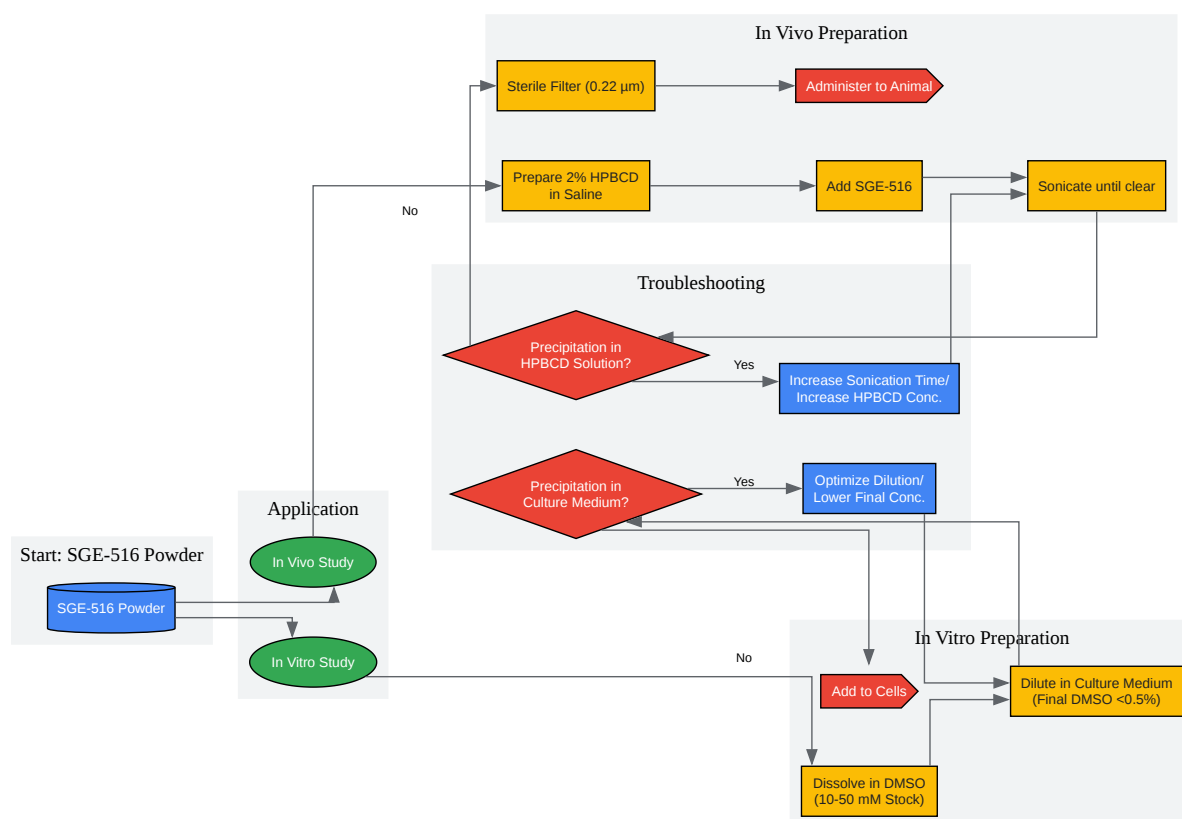 In Vivo Preparation
Sterile Filter (0.22 µm)
Administer to Animal
Prepare 2% HPBCD
in Saline
Add SGE-516
Sonicate until clear
No
Troubleshooting
Precipitation in
HPBCD Solution?
Yes
Increase Sonication Time/
Increase HPBCD Conc.
Precipitation in
Culture Medium?
Yes
Optimize Dilution/
Lower Final Conc.
Application
In Vivo Study
In Vitro Study
Start: SGE-516 Powder
SGE-516 Powder
No
In Vitro Preparation
Add to Cells
Dilute in Culture Medium
(Final DMSO <0.5%)
Dissolve in DMSO
(10-50 mM Stock)